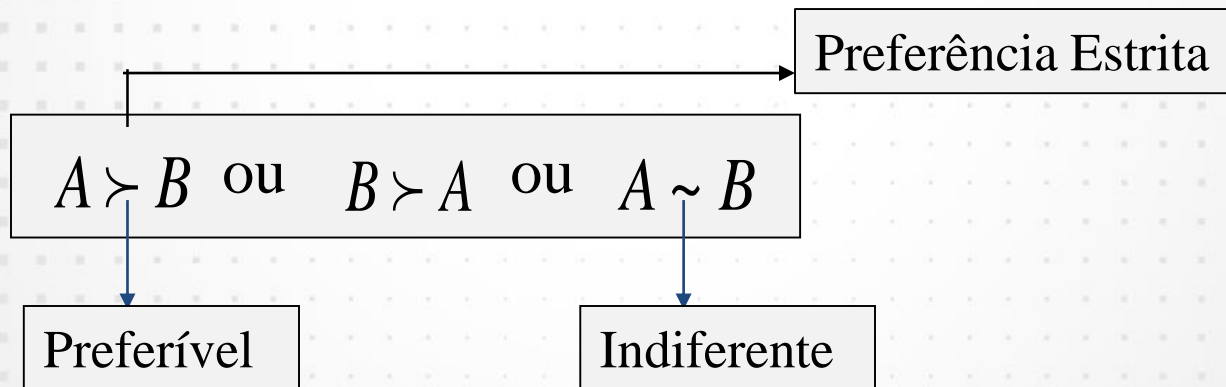 Preferência Estrita
A ≻ B ou B ≻ A ou A ~ B
Preferível
Indiferente